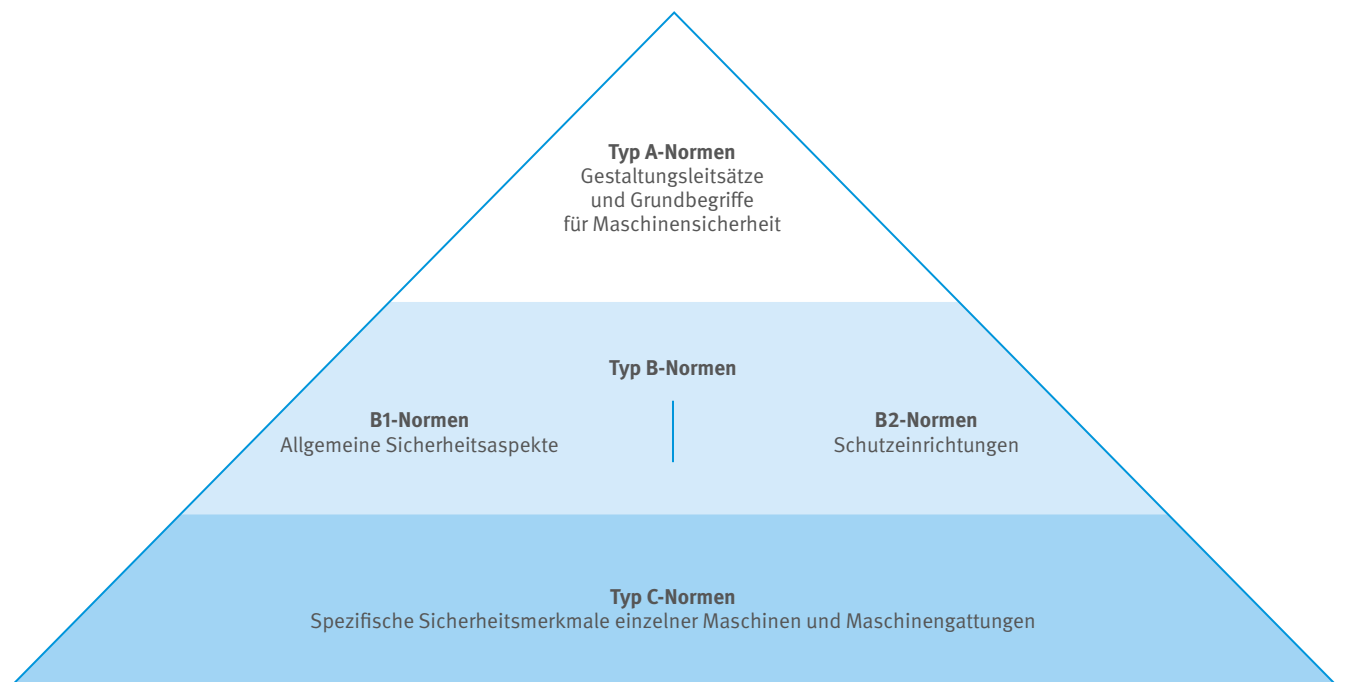 Typ A-Normen
Gestaltungsleitsätze
und Grundbegriffe
für Maschinensicherheit
Typ B-Normen
B1-Normen
Allgemeine Sicherheitsaspekte
B2-Normen
Schutzeinrichtungen
Typ C-Normen
Spezifische Sicherheitsmerkmale einzelner Maschinen und Maschinengattungen